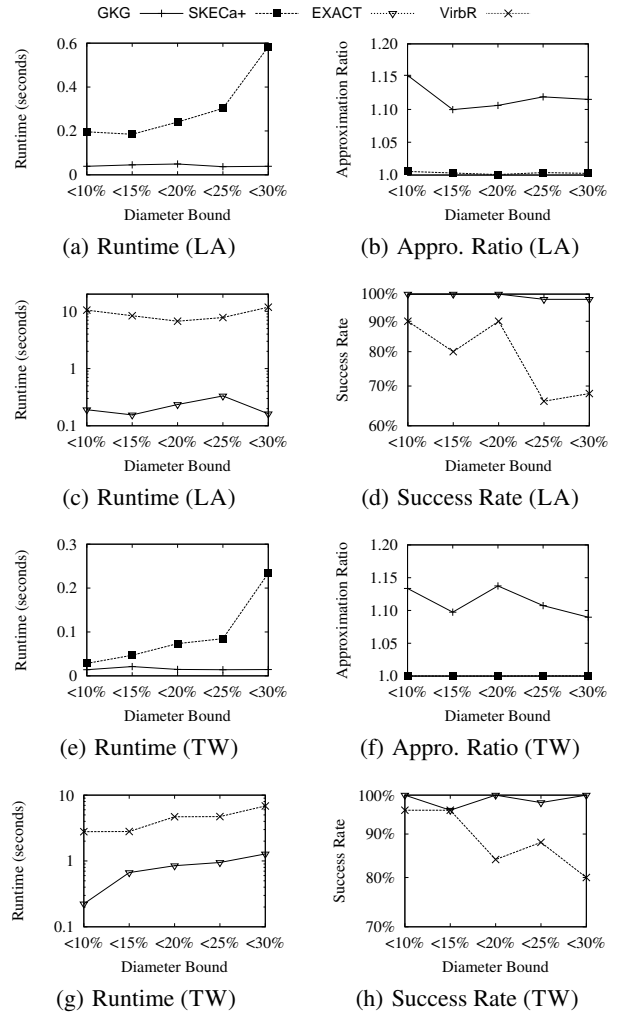 GKG SKECa+ EXACT VirbR
Runtime (seconds)
0.6
0.4
0.2
0
<10% <15% <20% <25% <30%
Diameter Bound
(a) Runtime (LA)
Approximation Ratio
1.20
1.15
1.10
1.05
1.0
<10% <15% <20% <25% <30%
Diameter Bound
(b) Appro. Ratio (LA)
Runtime (seconds)
10
1
0.1
<10% <15% <20% <25% <30%
Diameter Bound
(c) Runtime (LA)
Success Rate
100%
90%
80%
70%
60%
<10% <15% <20% <25% <30%
Diameter Bound
(d) Success Rate (LA)
Runtime (seconds)
0.3
0.2
0.1
0
<10% <15% <20% <25% <30%
Diameter Bound
(e) Runtime (TW)
Approximation Ratio
1.20
1.15
1.10
1.05
1.0
<10% <15% <20% <25% <30%
Diameter Bound
(f) Appro. Ratio (TW)
Runtime (seconds)
10
1
0.1
<10% <15% <20% <25% <30%
Diameter Bound
(g) Runtime (TW)
Success Rate
100%
90%
80%
70%
<10% <15% <20% <25% <30%
Diameter Bound
(h) Success Rate (TW)